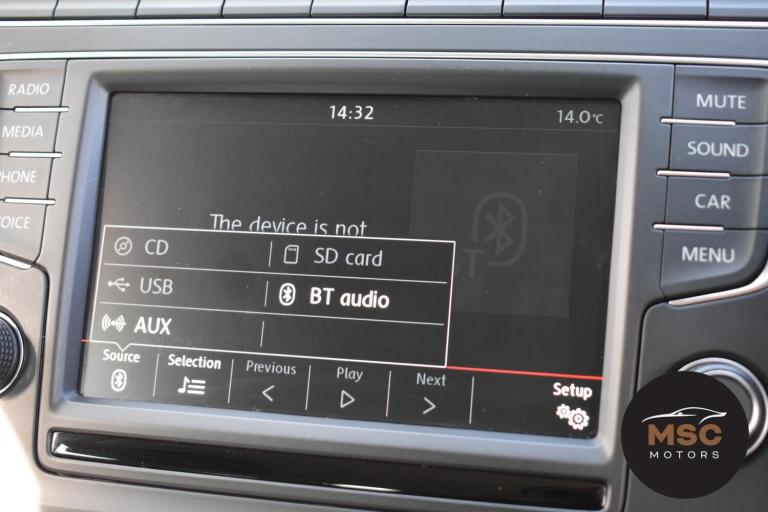 14:32
14.0°C
RADIO
MEDIA
PHONE
VOICE
MUTE
SOUND
CAR
MENU
The device is not
BT
CD
SD card
USB
BT audio
AUX
Source
Selection
Previous
Play
Next
Setup
MSC
MOTORS